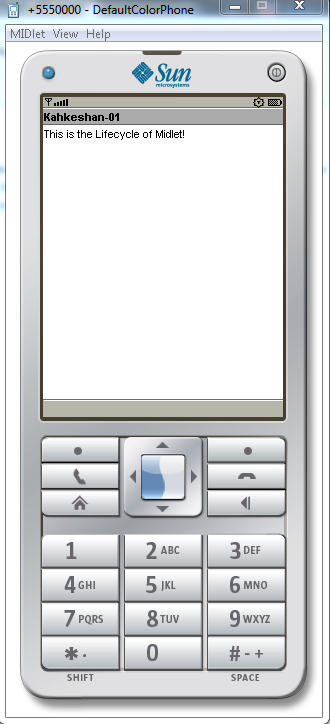 +5550000 - DefaultColorPhone
MIDlet View Help
Sun
microsystems
Kahkeshan-01
This is the Lifecycle of Midlet!
1
2 ABC
3 DEF
4 GHI
5 JKL
6 MNO
7 PQRS
8 TUV
9 WXYZ
* .
0
# - +
SHIFT
SPACE